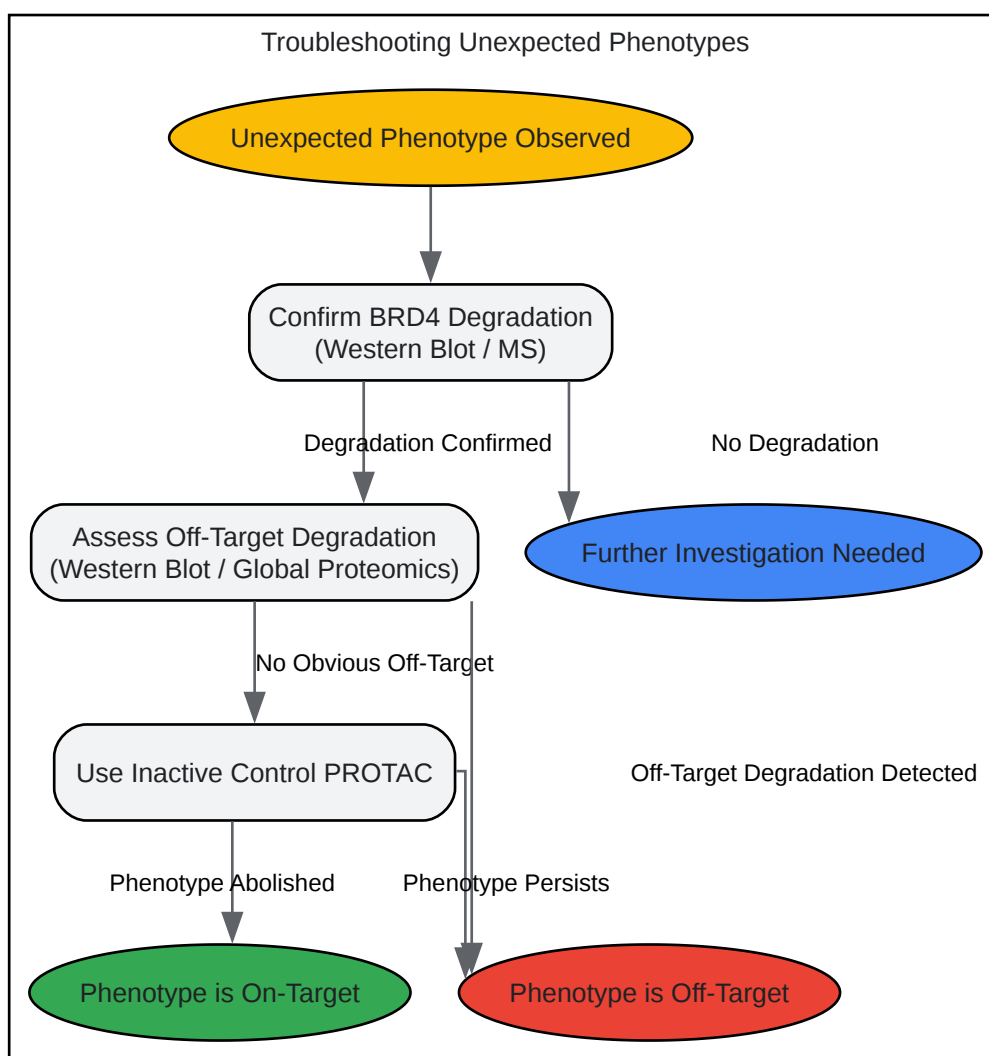 Troubleshooting Unexpected Phenotypes
Unexpected Phenotype Observed
Confirm BRD4 Degradation
(Western Blot / MS)
Degradation Confirmed
No Degradation
Assess Off-Target Degradation
(Western Blot / Global Proteomics)
Further Investigation Needed
No Obvious Off-Target
Use Inactive Control PROTAC
Off-Target Degradation Detected
Phenotype Abolished
Phenotype Persists
Phenotype is On-Target
Phenotype is Off-Target